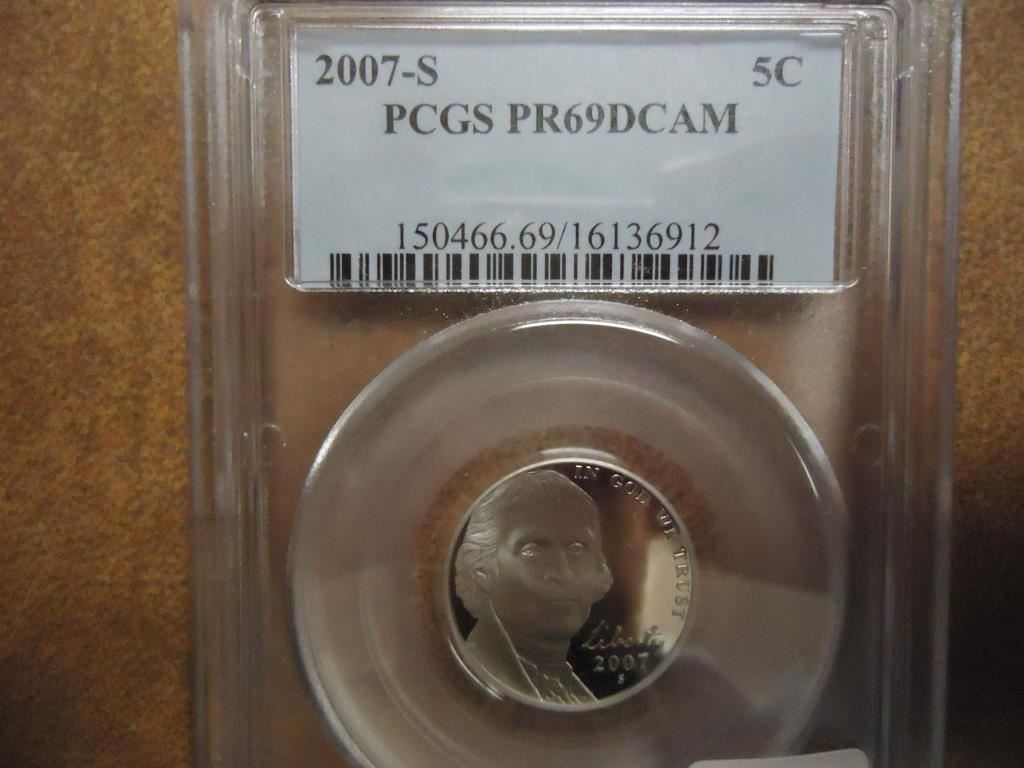 2007-S 5C
PCGS PR69DCAM
150466.69/16136912
IN GOD WE TRUST
Liberty
2007
S